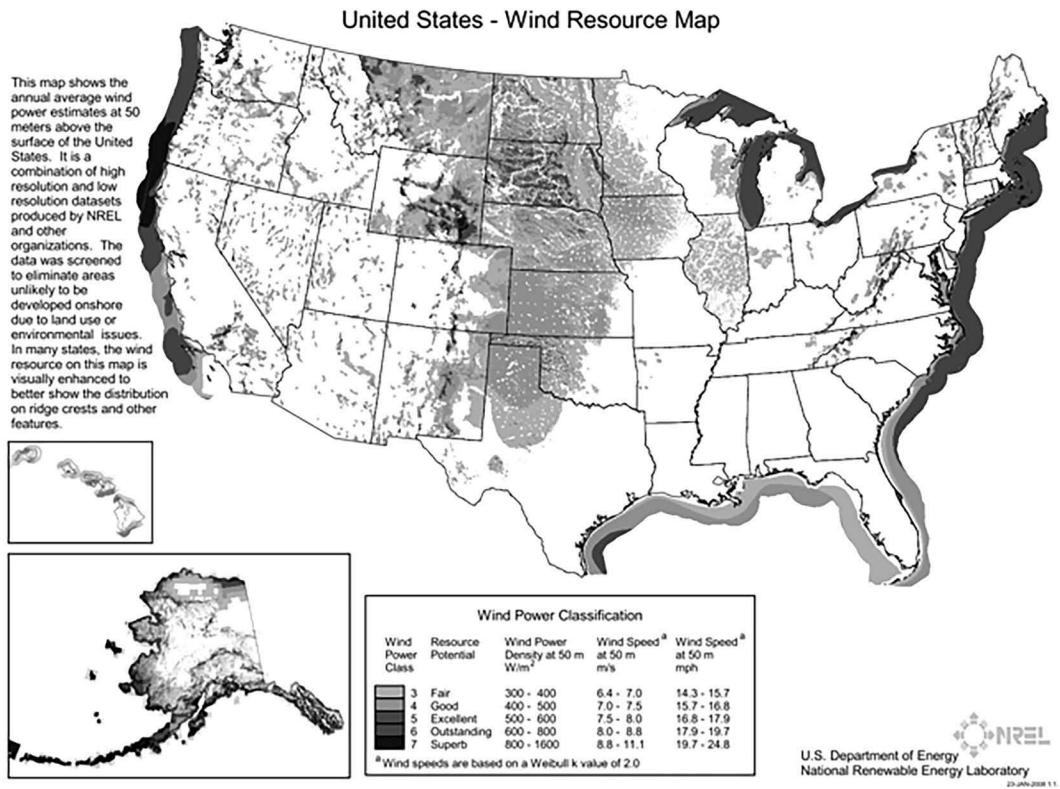 United States - Wind Resource Map
This map shows the
annual average wind
power estimates at 50
meters above the
surface of the United
States. It is a
combination of high
resolution and low
resolution datasets
produced by NREL
and other
organizations. The
data was screened
to eliminate areas
unlikely to be
developed onshore
due to land use or
environmental issues.
In many states, the wind
resource on this map is
visually enhanced to
better show the distribution
on ridge crests and other
features.
Wind Power Classification
Wind Resource Wind Power Wind Speed a Wind Speed a
Power Potential Density at 50 m at 50 m at 50 m
Class W/m2 m/s mph
3 Fair 300 - 400 6.4 - 7.0 14.3 - 15.7
4 Good 400 - 500 7.0 - 7.5 15.7 - 16.8
5 Excellent 500 - 600 7.5 - 8.0 16.8 - 17.9
6 Outstanding 600 - 800 8.0 - 8.8 17.9 - 19.7
7 Superb 800 - 1600 8.8 - 11.1 19.7 - 24.8
a Wind speeds are based on a Weibull k value of 2.0
NREL
U.S. Department of Energy
National Renewable Energy Laboratory